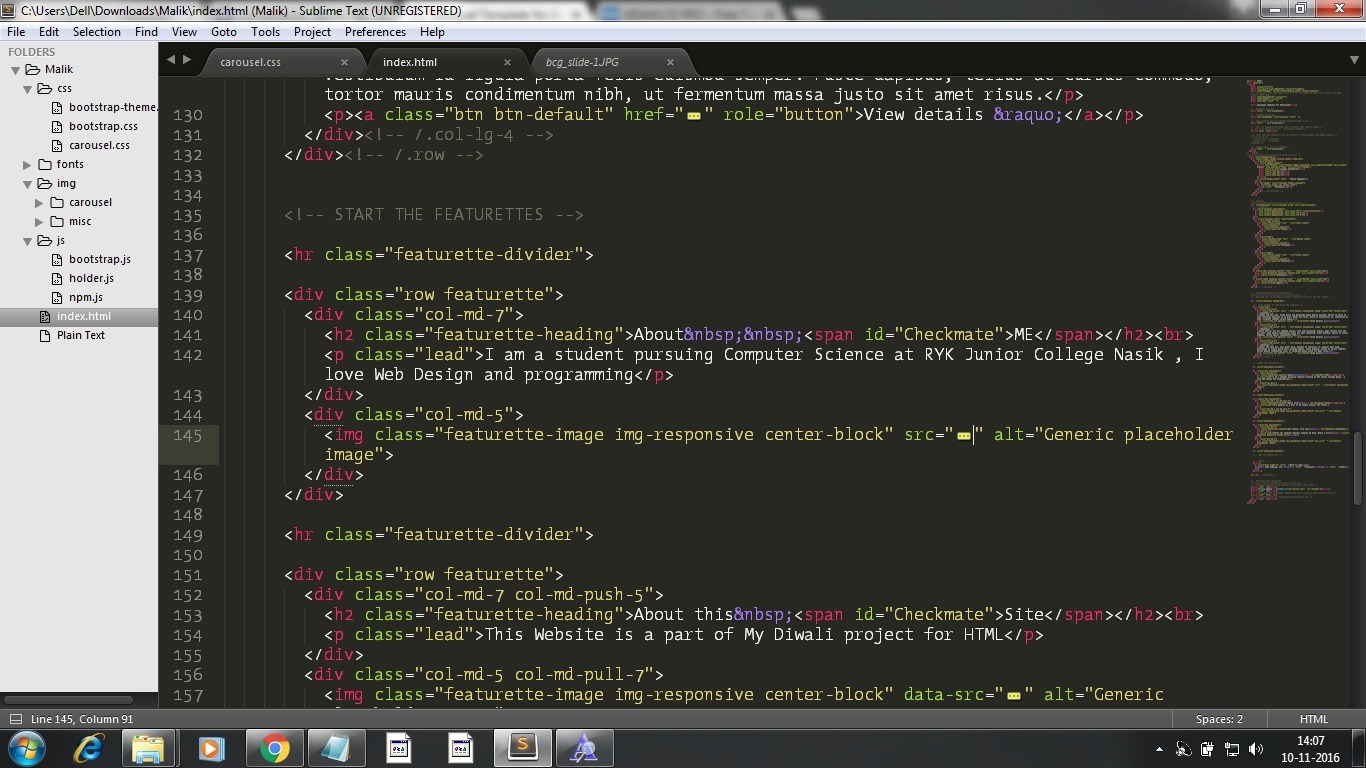 C:\Users\Dell\Downloads\Malik\index.html (Malik) - Sublime Text (UNREGISTERED)
File Edit Selection Find View Goto Tools Project Preferences Help
FOLDERS
Malik
css
bootstrap-theme.
bootstrap.css
carousel.css
fonts
img
carousel
misc
js
bootstrap.js
holder.js
npm.js
index.html
Plain Text
carousel.css × index.html × bcg_slide-1.JPG ×
tortor mauris condimentum nibh, ut fermentum massa justo sit amet risus.</p>
130 <p><a class="btn btn-default" href="" role="button">View details &raquo;</a></p>
131 </div><!-- /.col-lg-4 -->
132 </div><!-- /.row -->
133
134
135 <!-- START THE FEATURETTES -->
136
137 <hr class="featurette-divider">
138
139 <div class="row featurette">
140 <div class="col-md-7">
141 <h2 class="featurette-heading">About&nbsp;&nbsp;<span id="Checkmate">ME</span></h2><br>
142 <p class="lead">I am a student pursuing Computer Science at RYK Junior College Nasik , I
love Web Design and programming</p>
143 </div>
144 <div class="col-md-5">
145 <img class="featurette-image img-responsive center-block" src="" alt="Generic placeholder
image">
146 </div>
147 </div>
148
149 <hr class="featurette-divider">
150
151 <div class="row featurette">
152 <div class="col-md-7 col-md-push-5">
153 <h2 class="featurette-heading">About this&nbsp;<span id="Checkmate">Site</span></h2><br>
154 <p class="lead">This Website is a part of My Diwali project for HTML</p>
155 </div>
156 <div class="col-md-5 col-md-pull-7">
157 <img class="featurette-image img-responsive center-block" data-src="" alt="Generic
Line 145, Column 91 Spaces: 2 HTML
14:07
10-11-2016